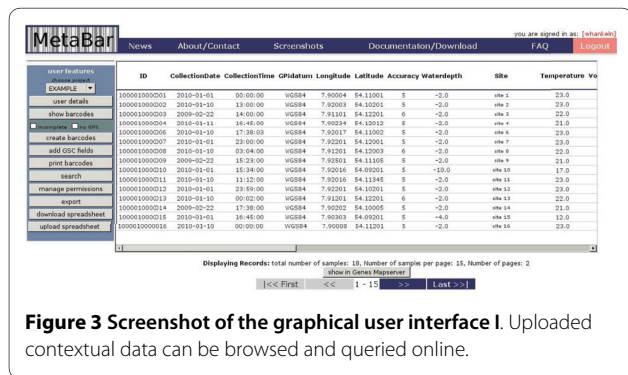 you are signed in as: [whankeln]
MetaBar
News About/Contact Screenshots Documentation/Download FAQ Logout
user features
choose project
EXAMPLE
user details
show barcodes
incomplete no GPS
create barcodes
add GSC fields
print barcodes
search
manage permissions
export
download spreadsheet
upload spreadsheet
ID CollectionDate CollectionTime GPidatum Longitude Latitude Accuracy Waterdepth Site Temperature Vo
100001000D01 2010-01-01 00:00:00 WGS84 7.90004 54.11001 5 -2.0 site 1 23.0
100001000D02 2010-01-10 13:00:00 WGS84 7.92003 54.10201 5 -2.0 site 2 23.0
100001000D03 2009-02-22 14:00:00 WGS84 7.91101 54.12201 6 -2.0 site 3 22.0
100001000D04 2010-01-11 16:45:00 WGS84 7.90234 54.12012 5 -2.0 site 4 21.0
100001000D06 2010-01-10 17:38:03 WGS84 7.92017 54.11002 5 -2.0 site 6 23.0
100001000D07 2010-01-01 23:00:00 WGS84 7.92201 54.12001 5 -2.0 site 7 23.0
100001000D08 2010-01-10 03:04:00 WGS84 7.91201 54.12003 6 -2.0 site 8 22.0
100001000D09 2009-02-22 15:23:00 WGS84 7.92501 54.11105 5 -2.0 site 9 21.0
100001000D10 2010-01-01 15:34:00 WGS84 7.92016 54.09201 5 -10.0 site 10 17.0
100001000D11 2010-01-10 11:12:00 WGS84 7.92016 54.11345 5 -2.0 site 11 23.0
100001000D12 2010-01-01 23:59:00 WGS84 7.92201 54.10201 5 -2.0 site 12 23.0
100001000D13 2010-01-10 00:02:00 WGS84 7.91201 54.12201 6 -2.0 site 13 22.0
100001000D14 2009-02-22 17:38:00 WGS84 7.90202 54.10005 5 -2.0 site 14 21.0
100001000D15 2010-01-01 16:45:00 WGS84 7.90303 54.09201 5 -4.0 site 15 12.0
1000010000016 2010-01-10 00:00:00 WGS84 7.90008 54.11201 5 -2.0 site 16 23.0
Displaying Records: total number of samples: 18, Number of samples per page: 15, Number of pages: 2
show in Genes Mapserver
|<< First << 1 - 15 >> Last >>|
Figure 3 Screenshot of the graphical user interface I. Uploaded
contextual data can be browsed and queried online.